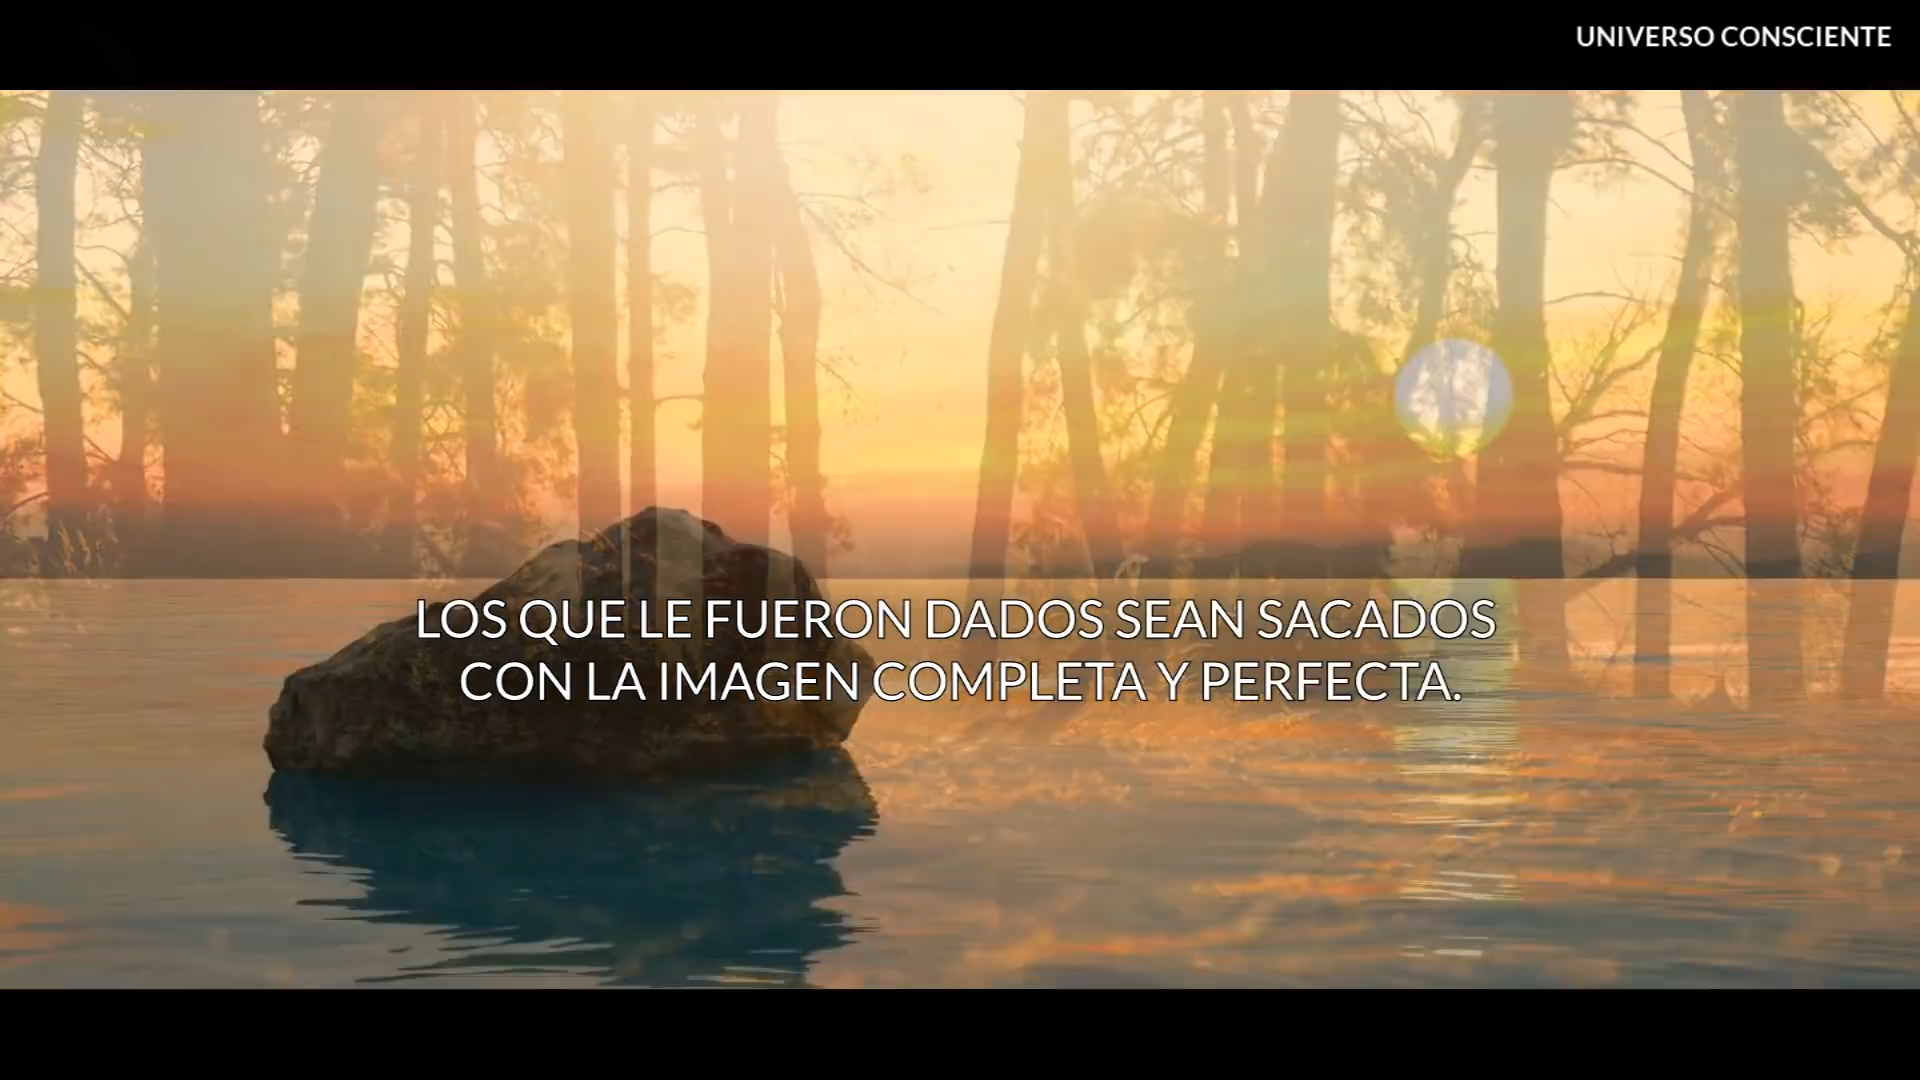 UNIVERSO CONSCIENTE
LOS QUE LE FUERON DADOS SEAN SACADOS
CON LA IMAGEN COMPLETA Y PERFECTA.